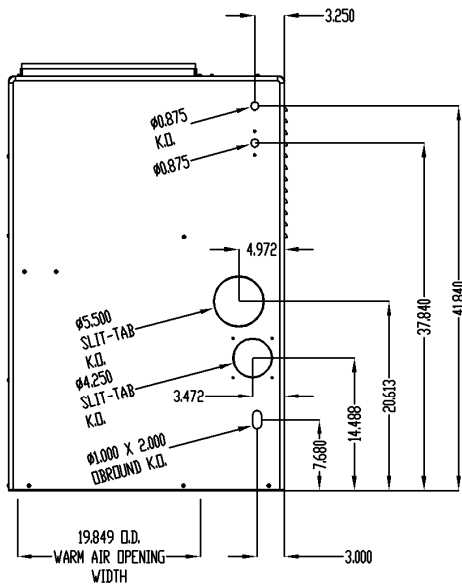 3.250
Ø0.875
K.O.
Ø0.875
4.972
41.840
37.840
Ø5.500
SLIT-TAB
K.O.
20.613
Ø4.250
SLIT-TAB
K.O.
3.472
14.488
Ø1.000 X 2.000
OBROUND K.O.
7.680
19.849 O.D.
WARM AIR OPENING
WIDTH
3.000